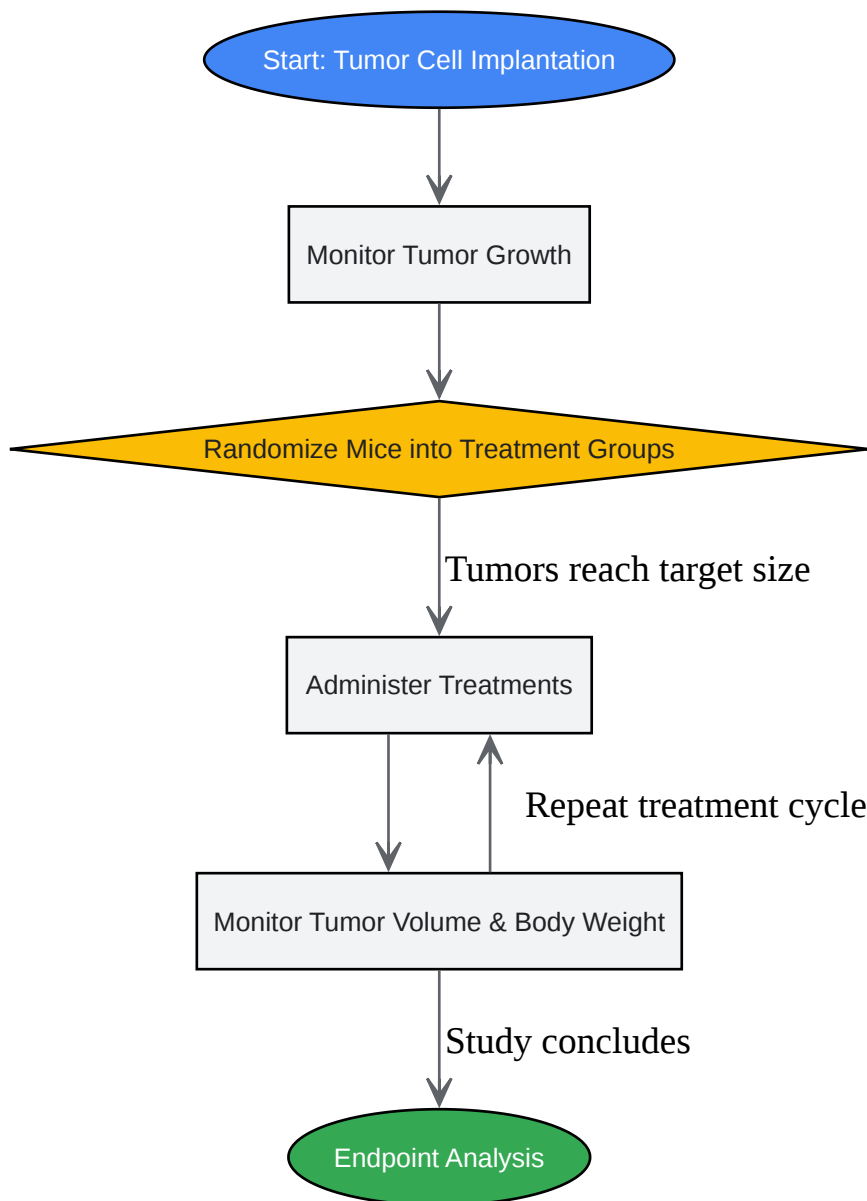 Start: Tumor Cell Implantation
Monitor Tumor Growth
Randomize Mice into Treatment Groups
Tumors reach target size
Administer Treatments
Repeat treatment cycle
Monitor Tumor Volume & Body Weight
Study concludes
Endpoint Analysis